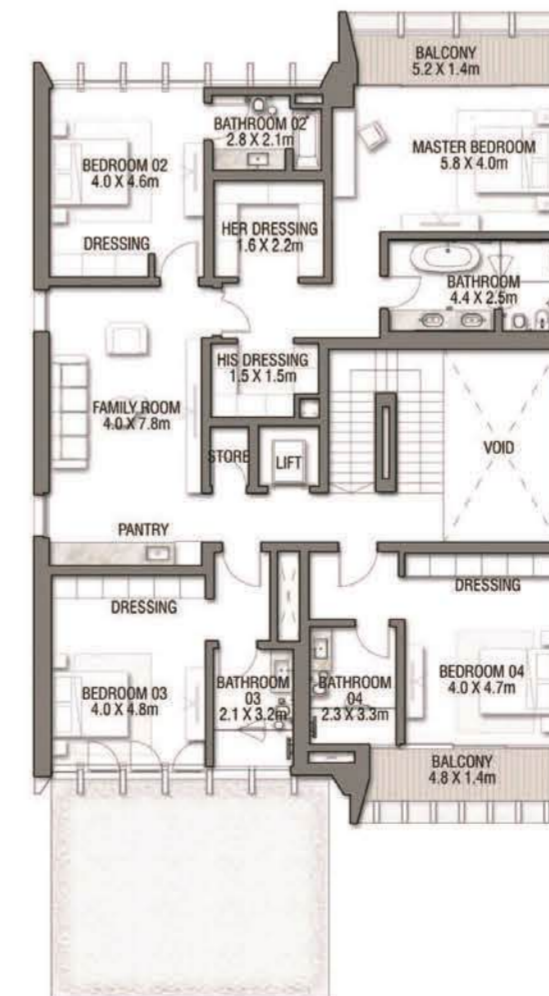 BALCONY
5.2 X 1.4m
BATHROOM 02
2.8 X 2.1m
MASTER BEDROOM
5.8 X 4.0m
BEDROOM 02
4.0 X 4.6m
HER DRESSING
1.6 X 2.2m
DRESSING
BATHROOM
4.4 X 2.5m
HIS DRESSING
1.5 X 1.5m
FAMILY ROOM
4.0 X 7.8m
STORE
LIFT
VOID
PANTRY
DRESSING
DRESSING
BEDROOM 03
4.0 X 4.8m
BATHROOM
03
2.1 X 3.2m
BATHROOM
04
2.3 X 3.3m
BEDROOM 04
4.0 X 4.7m
BALCONY
4.8 X 1.4m